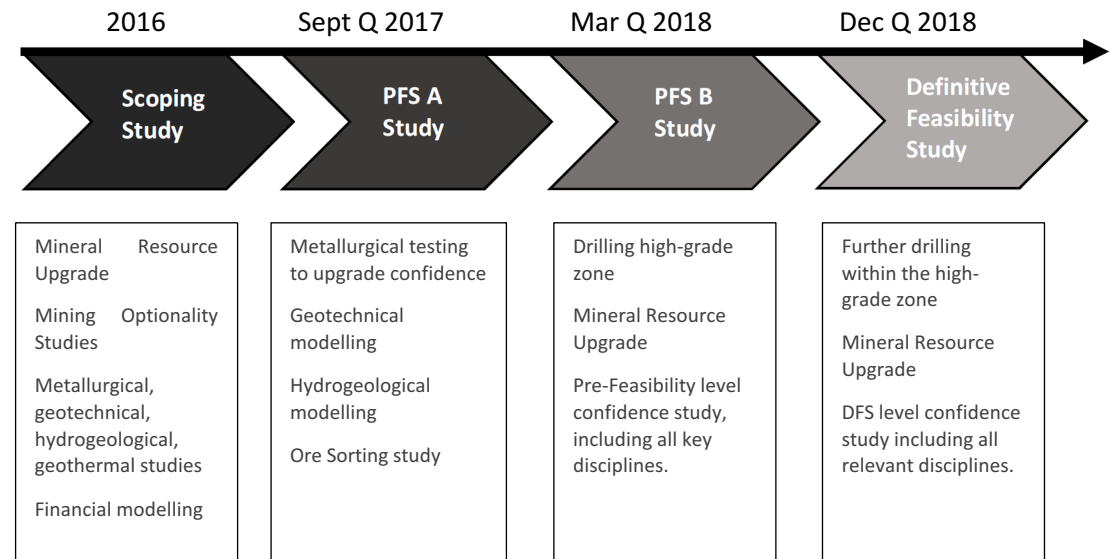 2016
Sept Q 2017
Mar Q 2018
Dec Q 2018
Scoping
Study
PFS A
Study
PFS B
Study
Definitive
Feasibility
Study
Mineral Resource
Upgrade
Mining Optionality
Studies
Metallurgical,
geotechnical,
hydrogeological,
geothermal studies
Financial modelling
Metallurgical testing
to upgrade confidence
Geotechnical
modelling
Hydrogeological
modelling
Ore Sorting study
Drilling high-grade
zone
Mineral Resource
Upgrade
Pre-Feasibility level
confidence study,
including all key
disciplines.
Further drilling
within the high-
grade zone
Mineral Resource
Upgrade
DFS level confidence
study including all
relevant disciplines.